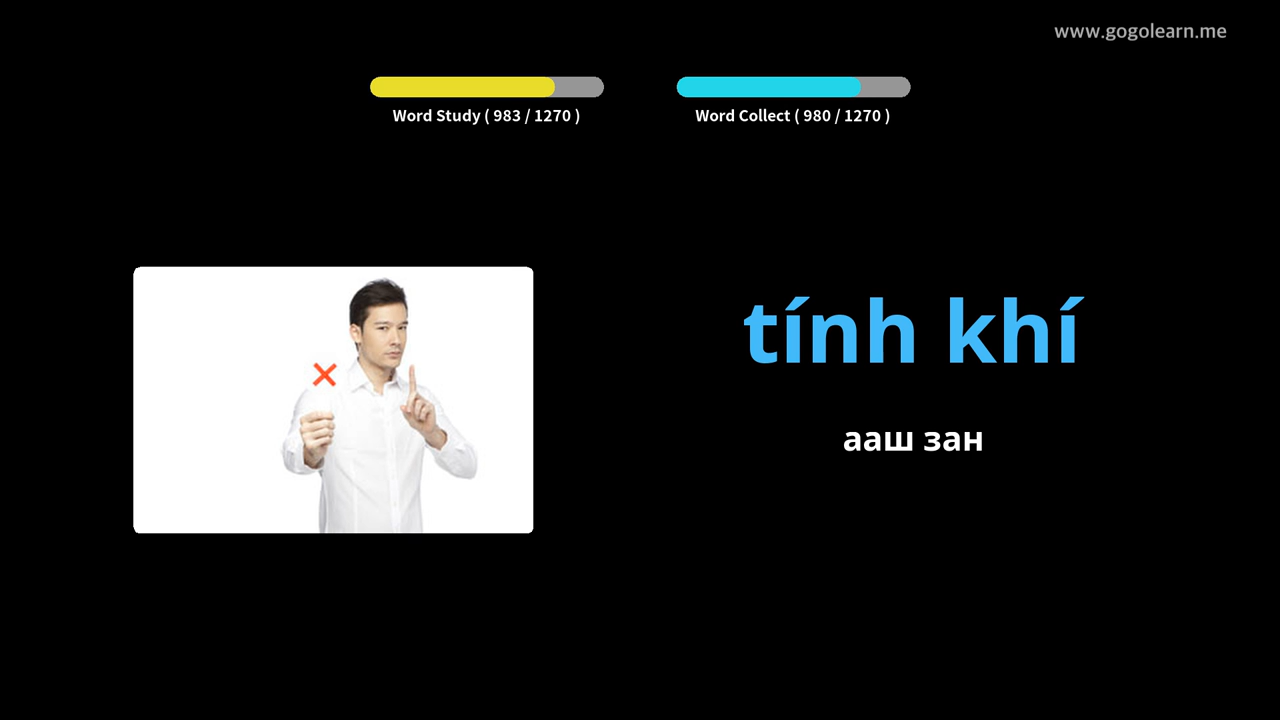 www.gogolearn.me
Word Study ( 983 / 1270 )
Word Collect ( 980 / 1270 )
tính khí
ааш зан